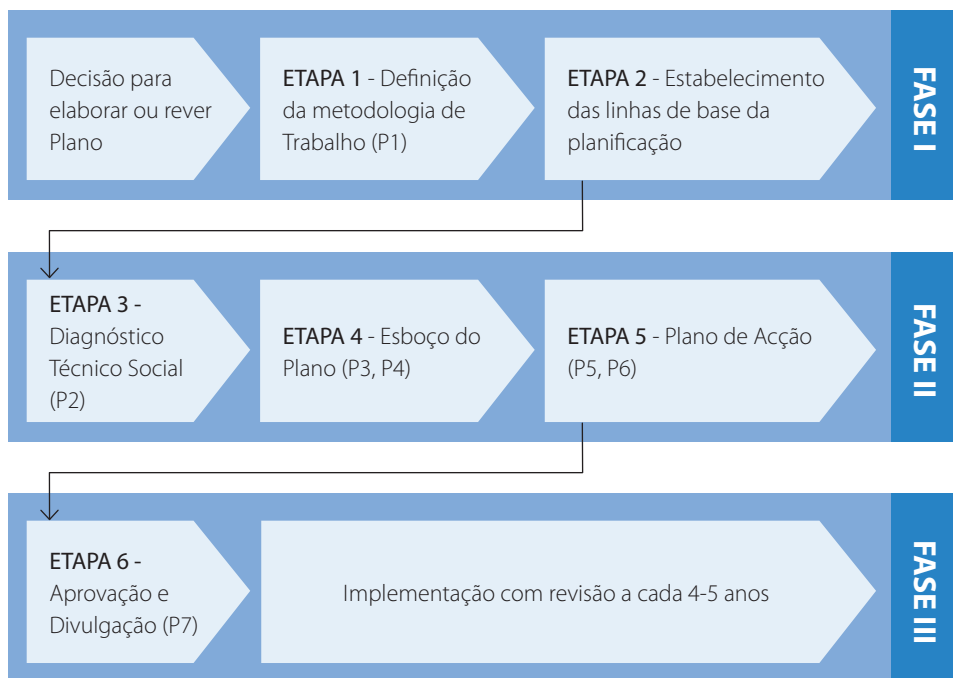 Decisão para
elaborar ou rever
Plano
ETAPA 1 - Definição
da metodologia de
Trabalho (P1)
ETAPA 2 - Estabelecimento
das linhas de base da
planificação
FASE I
ETAPA 3 -
Diagnóstico
Técnico Social
(P2)
ETAPA 4 - Esboço do
Plano (P3, P4)
ETAPA 5 - Plano de Acção
(P5, P6)
FASE II
ETAPA 6 -
Aprovação e
Divulgação (P7)
Implementação com revisão a cada 4-5 anos
FASE III